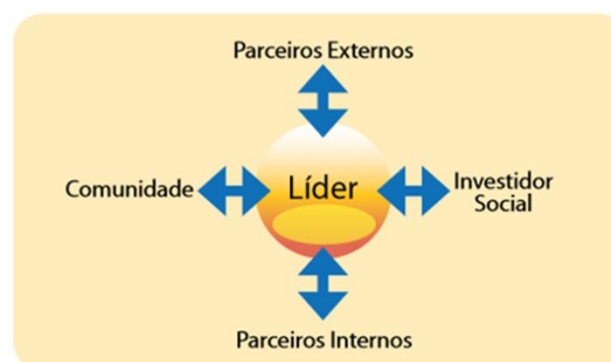 Parceiros Externos
Comunidade
Líder
Investidor
Social
Parceiros Internos